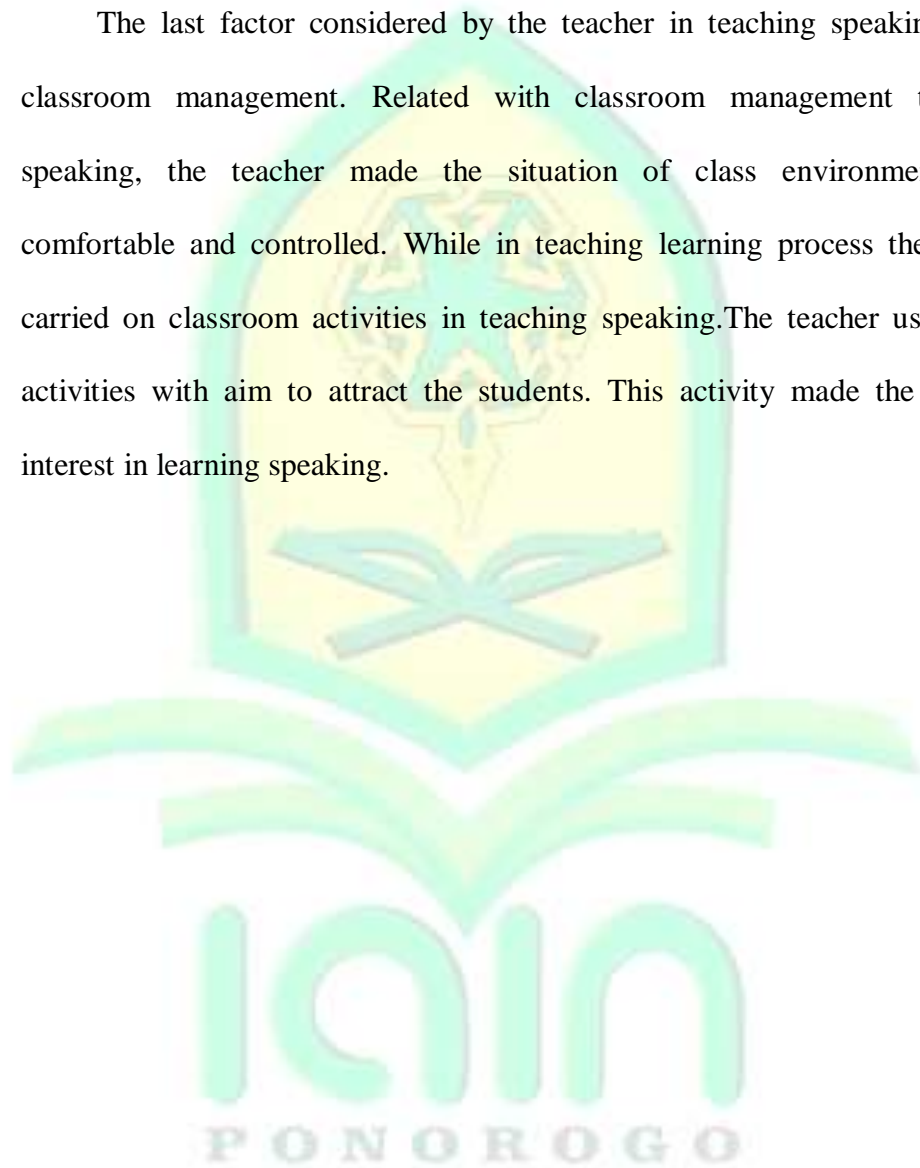 The last factor considered by the teacher in teaching speakin
classroom management. Related with classroom management t
speaking, the teacher made the situation of class environme
comfortable and controlled. While in teaching learning process the
carried on classroom activities in teaching speaking.The teacher us
activities with aim to attract the students. This activity made the
interest in learning speaking.
iain
PONOROGO